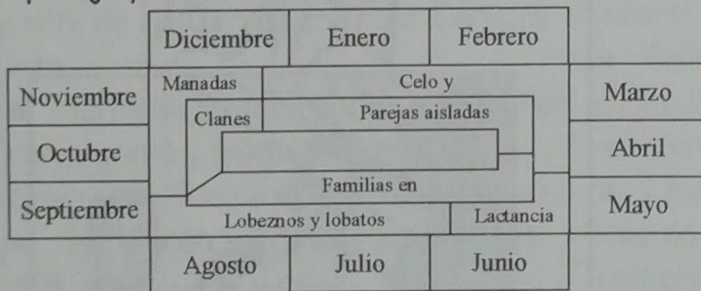 Diciembre Enero Febrero
Noviembre Manadas Celo y Marzo
Clanes Parejas aisladas
Octubre Abril
Familias en
Septiembre Lobeznos y lobatos Lactancia Mayo
Agosto Julio Junio